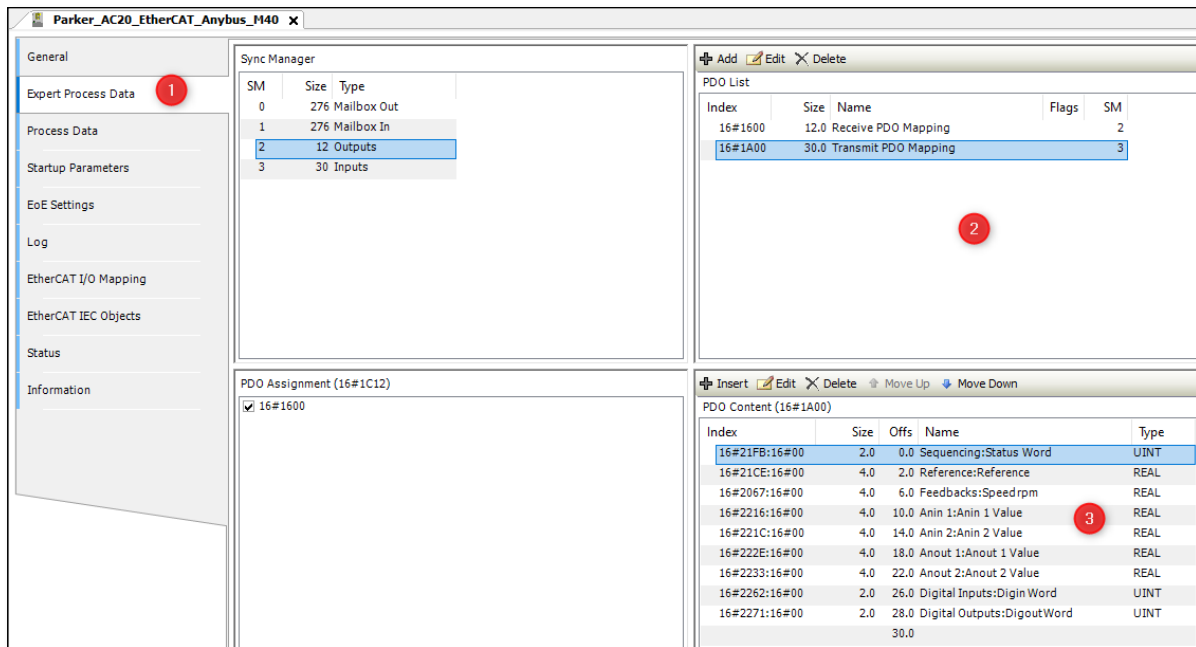 Parker_AC20_EtherCAT_Anybus_M40 X
General
Expert Process Data 1
Process Data
Startup Parameters
EoE Settings
Log
EtherCAT I/O Mapping
EtherCAT IEC Objects
Status
Information
Sync Manager
SM Size Type
0 276 Mailbox Out
1 276 Mailbox In
2 12 Outputs
3 30 Inputs
Add Edit Delete
PDO List
Index Size Name Flags SM
16#1600 12.0 Receive PDO Mapping 2
16#1A00 30.0 Transmit PDO Mapping 3
2
PDO Assignment (16#1C12)
16#1600
Insert Edit Delete Move Up Move Down
PDO Content (16#1A00)
Index Size Offs Name Type
16#21FB:16#00 2.0 0.0 Sequencing:Status Word UINT
16#21CE:16#00 4.0 2.0 Reference:Reference REAL
16#2067:16#00 4.0 6.0 Feedbacks:Speed rpm REAL
16#2216:16#00 4.0 10.0 Anin 1:Anin 1 Value REAL
16#221C:16#00 4.0 14.0 Anin 2:Anin 2 Value REAL
3
16#222E:16#00 4.0 18.0 Anout 1:Anout 1 Value REAL
16#2233:16#00 4.0 22.0 Anout 2:Anout 2 Value REAL
16#2262:16#00 2.0 26.0 Digital Inputs:Digin Word UINT
16#2271:16#00 2.0 28.0 Digital Outputs:Digout Word UINT
30.0